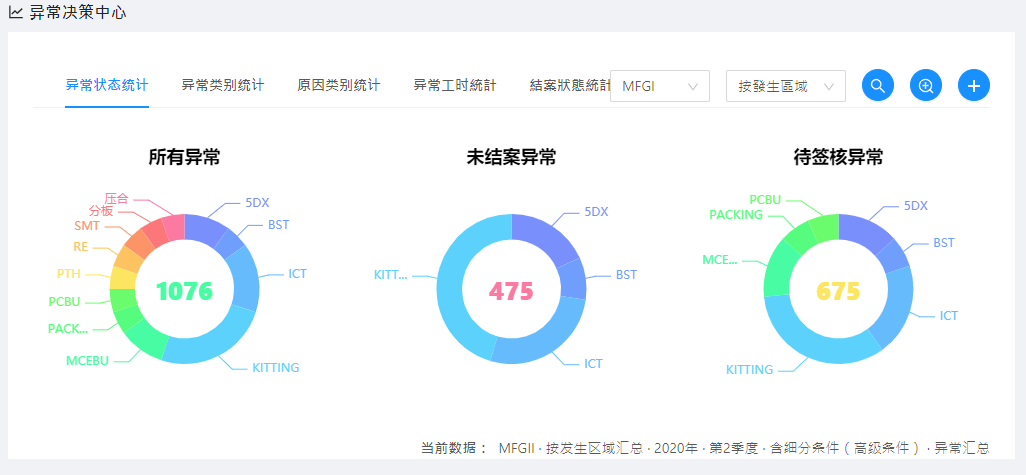 异常决策中心
异常状态统计 异常类别统计 原因类别统计 异常工时統計 結案狀態統計 MFGI 按發生區域
所有异常 未结案异常 待签核异常
压合
分板
SMT
RE
PTH
PCBU
PACK...
MCEBU
5DX
BST
ICT
KITTING
1076
KITT...
5DX
BST
ICT
475
PCBU
PACKING
MCE...
KITTING
5DX
BST
ICT
675
当前数据： MFGII · 按发生区域汇总 · 2020年 · 第2季度 · 含細分条件（高级条件） · 异常汇总